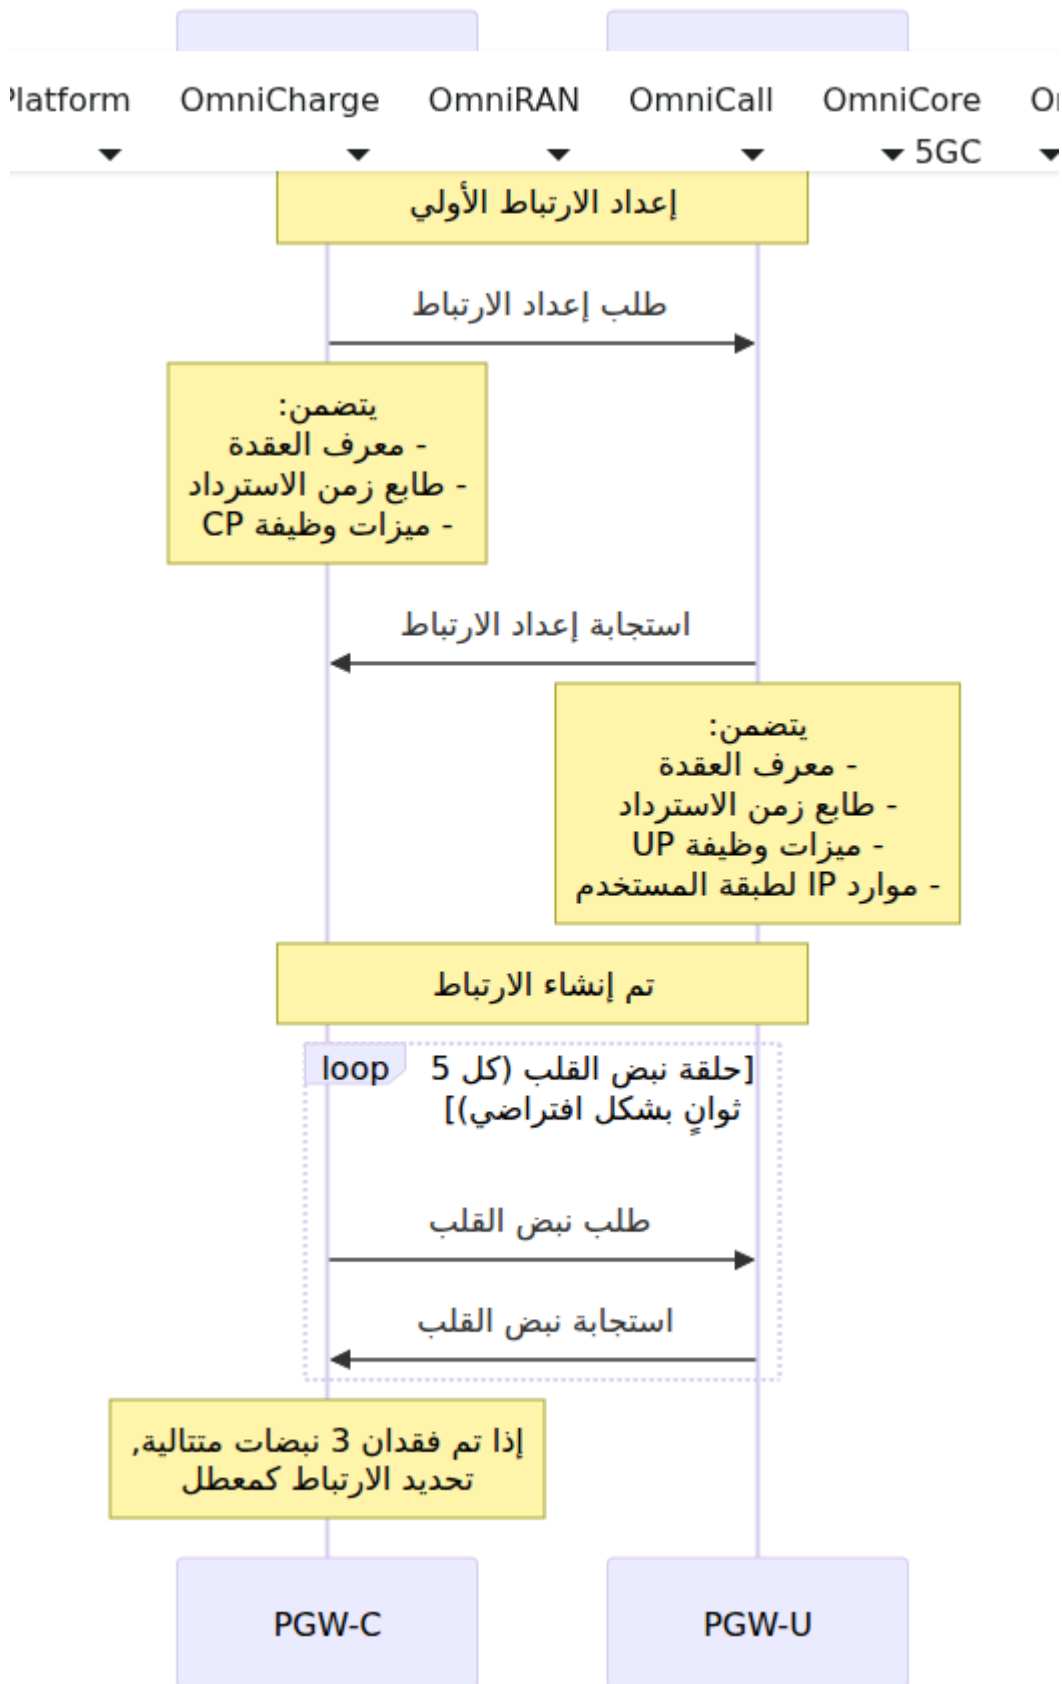 Platform OmniCharge OmniRAN OmniCall OmniCore
5GC
إعداد الارتباط الأولي
طلب إعداد الارتباط
يتضمن:
- معرف العقدة
- طابع زمن الاسترداد
- ميزات وظيفة CP
استجابة إعداد الارتباط
يتضمن:
- معرف العقدة
- طابع زمن الاسترداد
- ميزات وظيفة UP
- موارد IP لطبقة المستخدم
تم إنشاء الارتباط
loop
[حلقة نبض القلب (كل 5
ثوانٍ بشكل افتراضي)]
طلب نبض القلب
استجابة نبض القلب
إذا تم فقدان 3 نبضات متتالية,
تحديد الارتباط كمعطل
PGW-C PGW-U